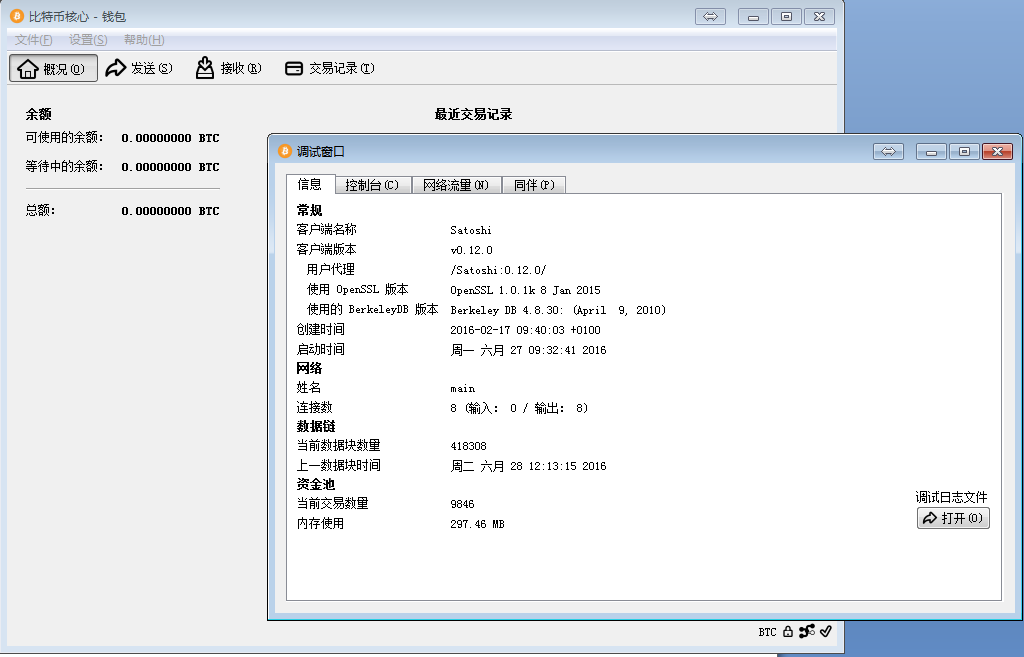 比特币核心 - 钱包
文件(F) 设置(S) 帮助(H)
概况(O) 发送(S) 接收(R) 交易记录(T)
余额 最近交易记录
可使用的余额: 0.00000000 BTC
等待中的余额: 0.00000000 BTC
总额: 0.00000000 BTC
调试窗口
信息 控制台(C) 网络流量(N) 同伴(P)
常规
客户端名称 Satoshi
客户端版本 v0.12.0
用户代理 /Satoshi:0.12.0/
使用 OpenSSL 版本 OpenSSL 1.0.1k 8 Jan 2015
使用的 BerkeleyDB 版本 Berkeley DB 4.8.30: (April 9, 2010)
创建时间 2016-02-17 09:40:03 +0100
启动时间 周一 六月 27 09:32:41 2016
网络
姓名 main
连接数 8 (输入: 0 / 输出: 8)
数据链
当前数据块数量 418308
上一数据块时间 周二 六月 28 12:13:15 2016
资金池
当前交易数量 9846
内存使用 297.46 MB
调试日志文件
打开(O)
BTC